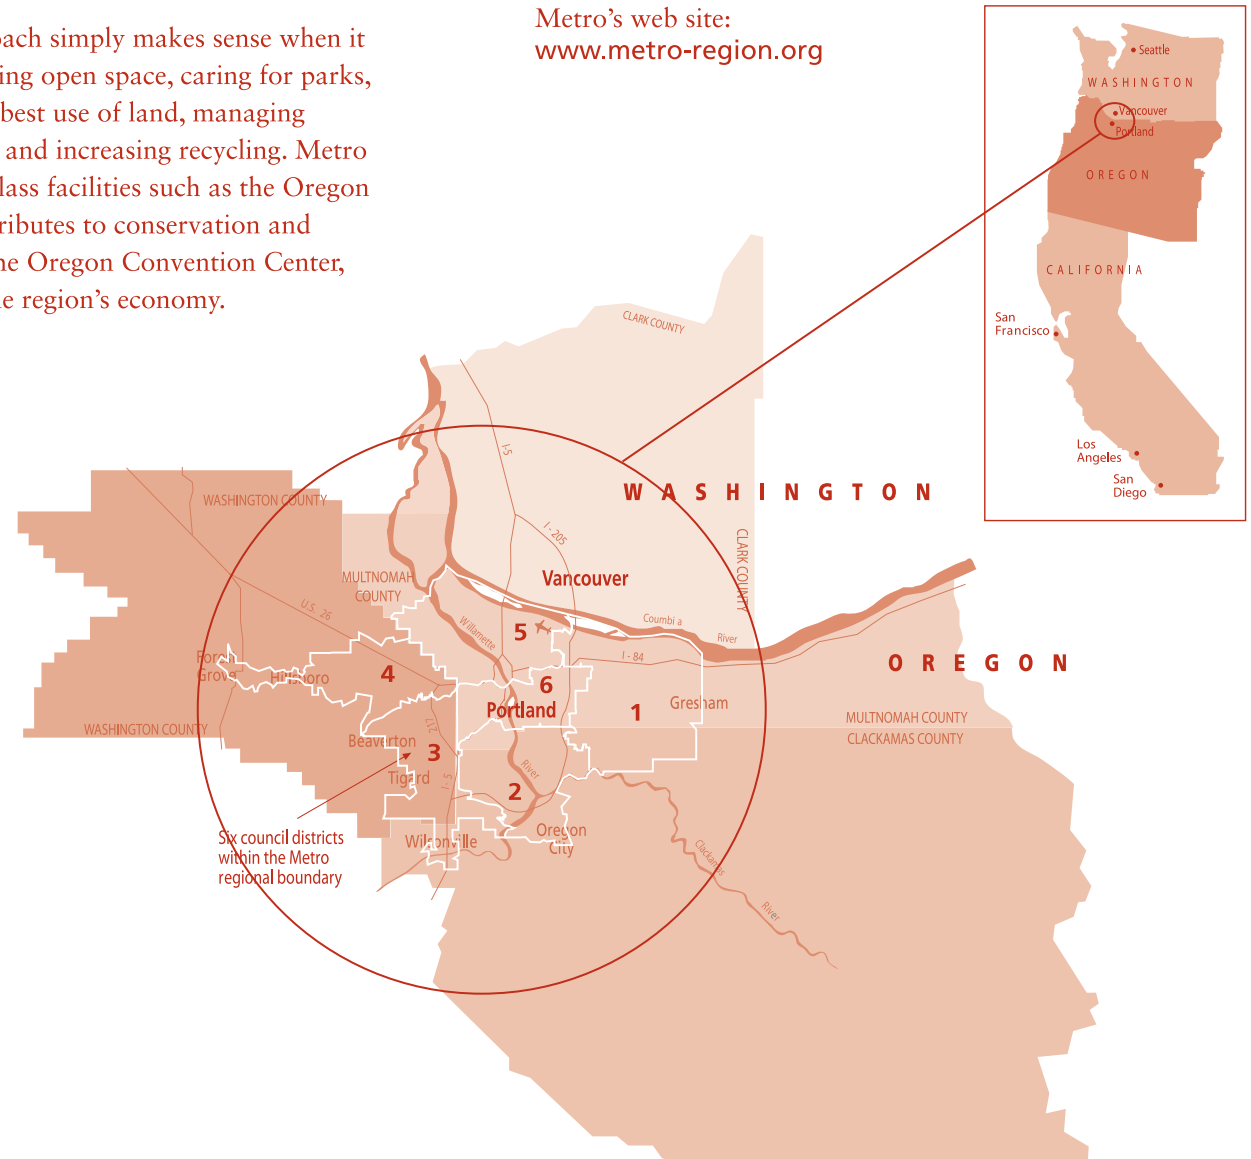 oach simply makes sense when it
ing open space, caring for parks,
best use of land, managing
and increasing recycling. Metro
lass facilities such as the Oregon
tributes to conservation and
he Oregon Convention Center,
e region’s economy.
Metro’s web site:
www.metro-region.org
Seattle
WASHINGTON
Vancouver
Portland
OREGON
CALIFORNIA
San
Francisco
Los
Angeles
San
Diego
CLARK COUNTY
I-5
WASHINGTON
WASHINGTON COUNTY
I - 205
CLARK COUNTY
MULTNOMAH
COUNTY
Vancouver
U.S. 26
Willamette
5
Coumbi a
River
I - 84
OREGON
Forest
Grove
Hillsboro
4
6
Portland
1
Gresham
MULTNOMAH COUNTY
CLACKAMAS COUNTY
WASHINGTON COUNTY
217
Beaverton
3
Tigard
I - 5
River
2
Six council districts
within the Metro
regional boundary
Wilsonville
Oregon
City
Clackamas
River